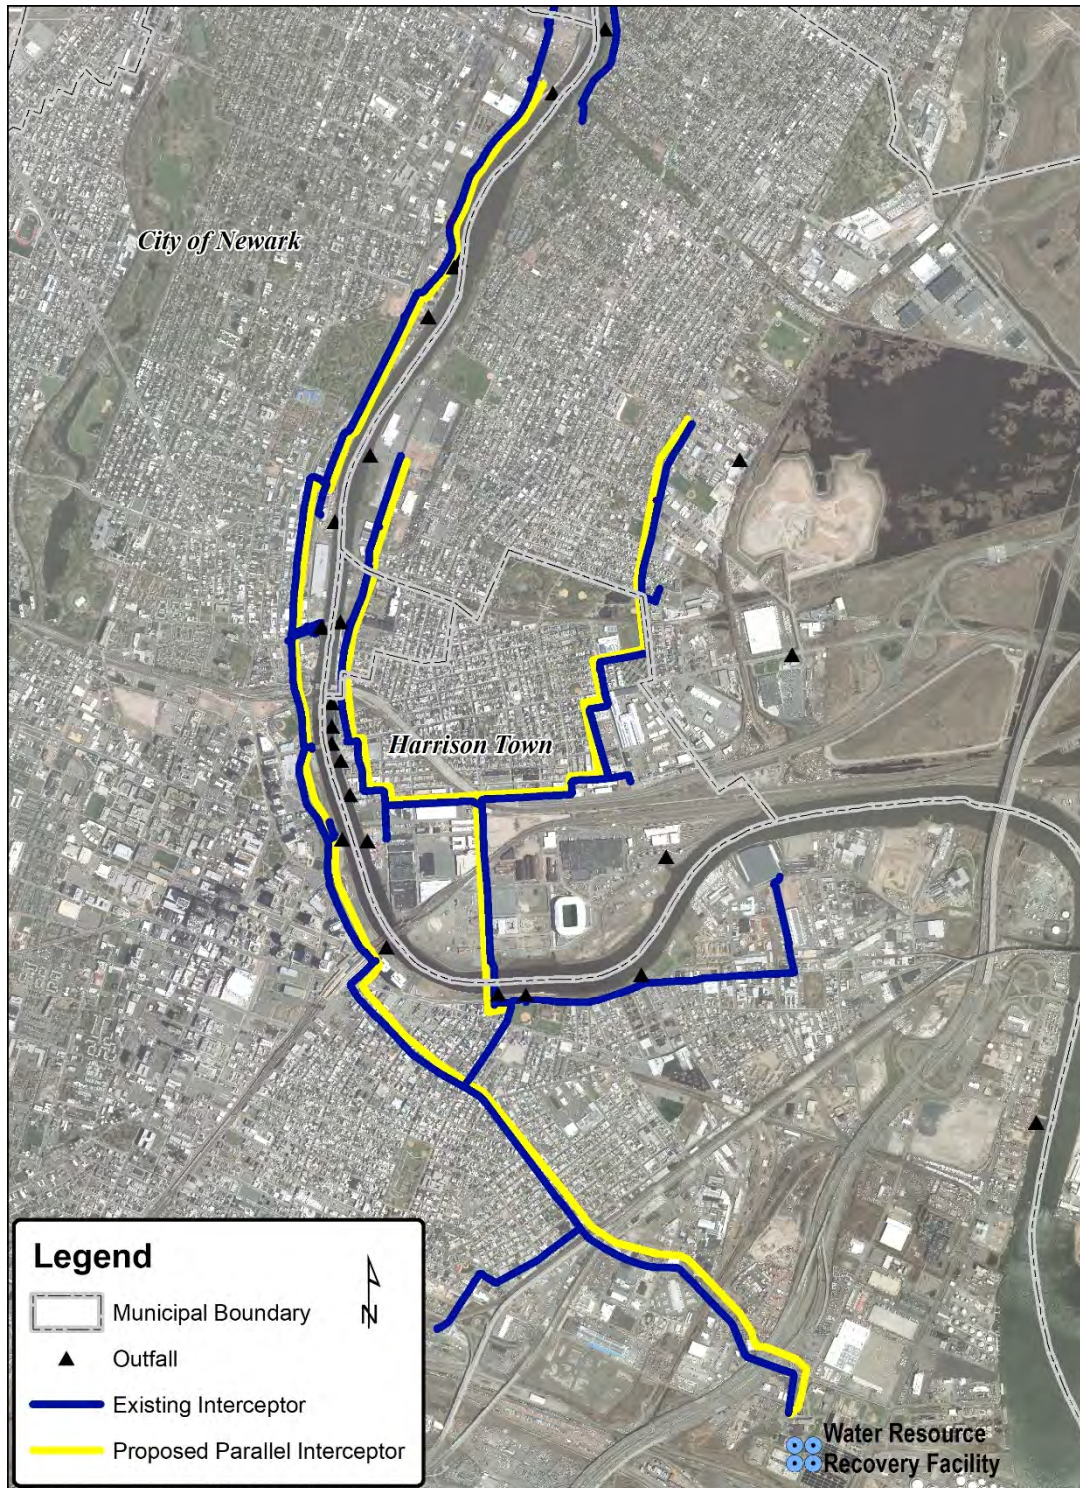 City of Newark
Harrison Town
Legend
Municipal Boundary
Outfall
Existing Interceptor
Proposed Parallel Interceptor
N
Water Resource
Recovery Facility